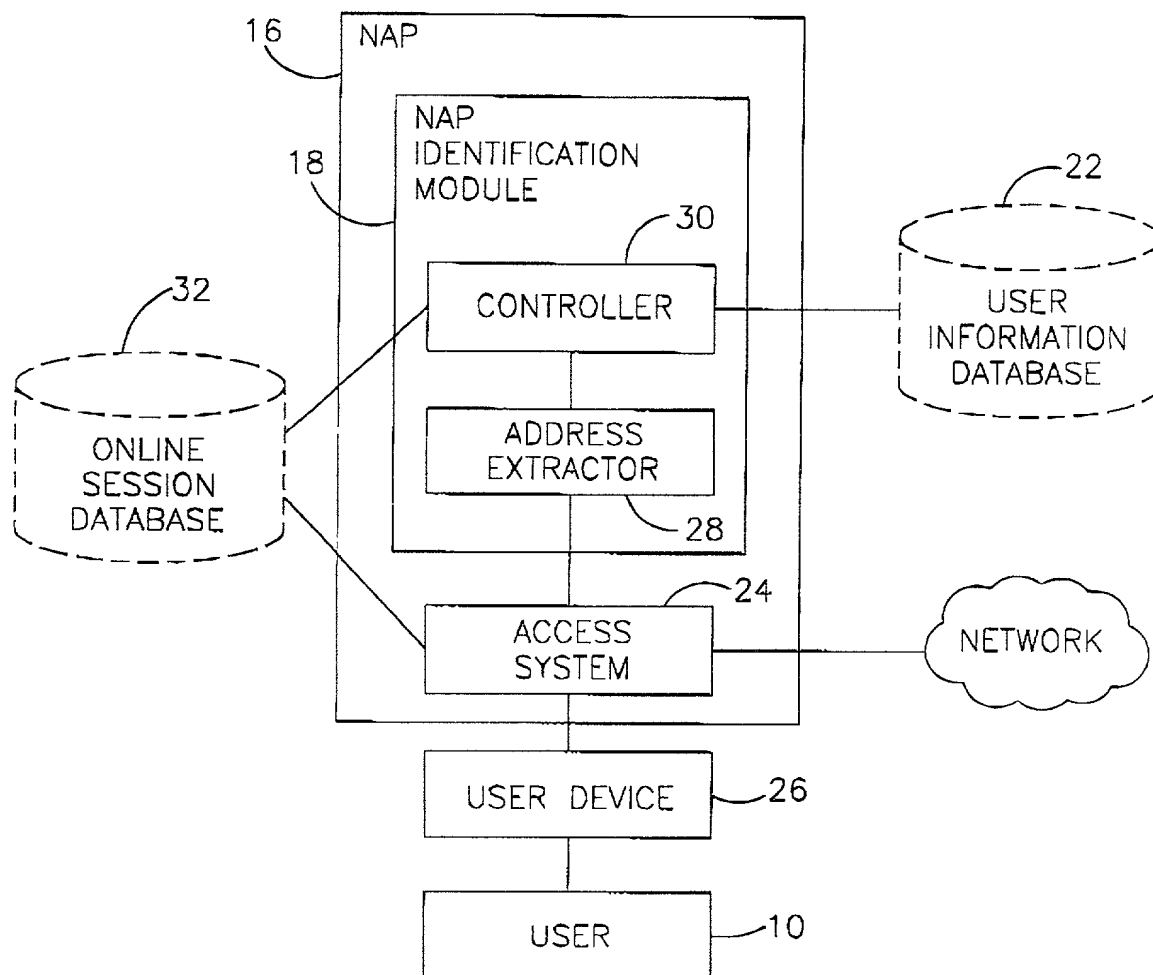 16
NAP
18
NAP
IDENTIFICATION
MODULE
22
30
CONTROLLER
USER
INFORMATION
DATABASE
32
ONLINE
SESSION
DATABASE
ADDRESS
EXTRACTOR
28
24
ACCESS
SYSTEM
NETWORK
USER DEVICE
26
USER
10